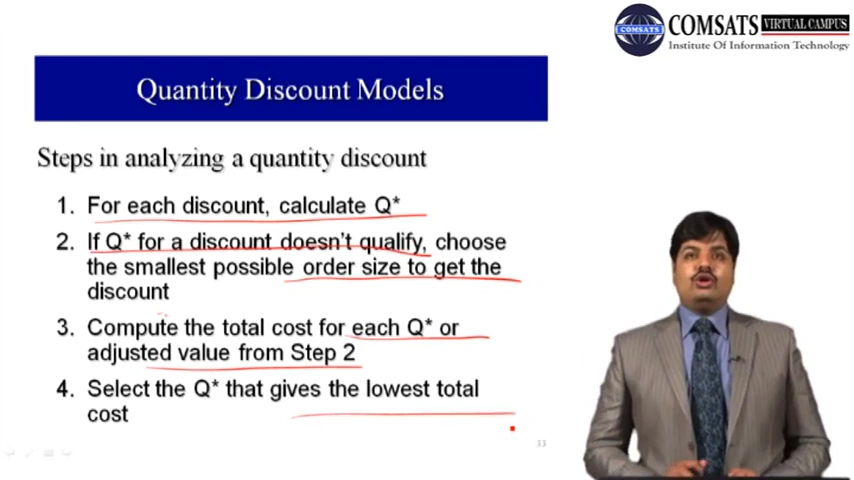 COMSATS VIRTUAL CAMPUS
COMSATS
Institute Of Information Technology
Quantity Discount Models
Steps in analyzing a quantity discount
1. For each discount, calculate Q*
2. If Q* for a discount doesn't qualify, choose
the smallest possible order size to get the
discount
3. Compute the total cost for each Q* or
adjusted value from Step 2
4. Select the Q* that gives the lowest total
cost
33